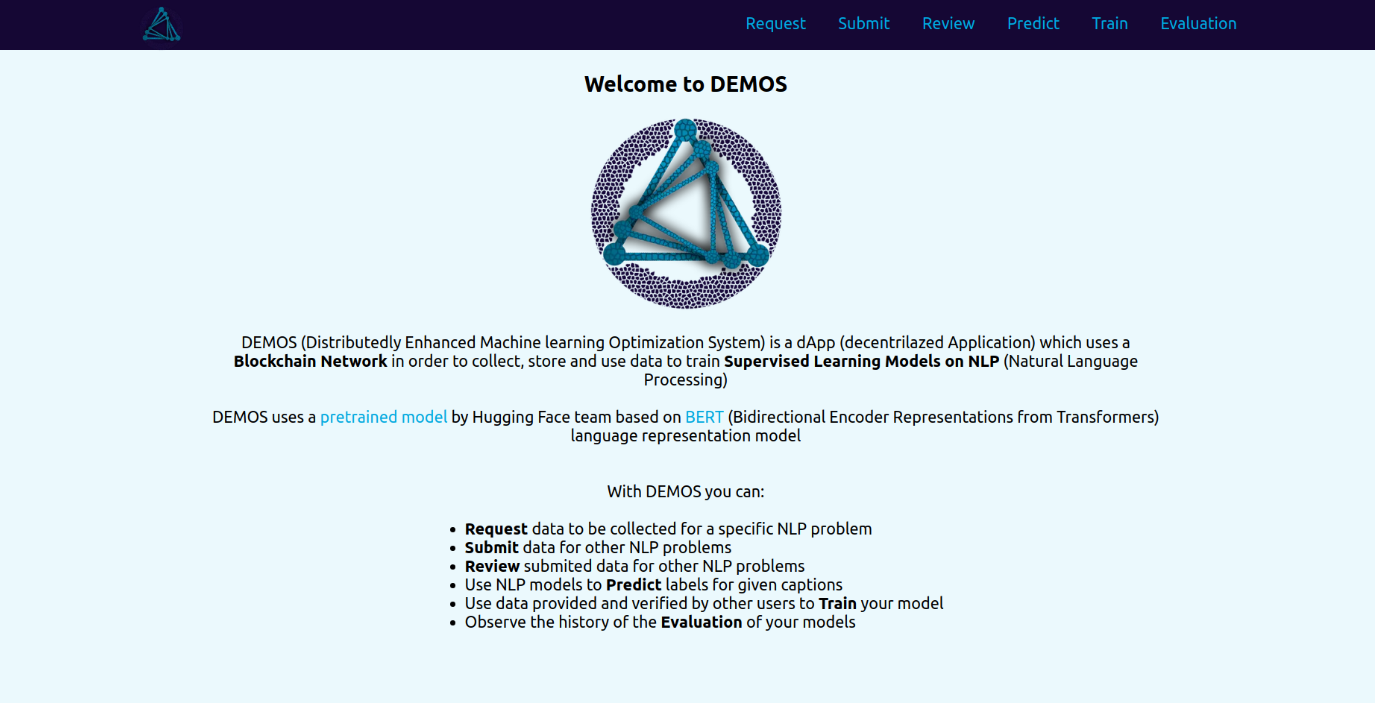 Request Submit Review Predict Train Evaluation
Welcome to DEMOS
DEMOS (Distributedly Enhanced Machine learning Optimization System) is a dApp (decentrilazed Application) which uses a
Blockchain Network in order to collect, store and use data to train Supervised Learning Models on NLP (Natural Language
Processing)
DEMOS uses a pretrained model by Hugging Face team based on BERT (Bidirectional Encoder Representations from Transformers)
language representation model
With DEMOS you can:
• Request data to be collected for a specific NLP problem
• Submit data for other NLP problems
• Review submited data for other NLP problems
• Use NLP models to Predict labels for given captions
• Use data provided and verified by other users to Train your model
• Observe the history of the Evaluation of your models